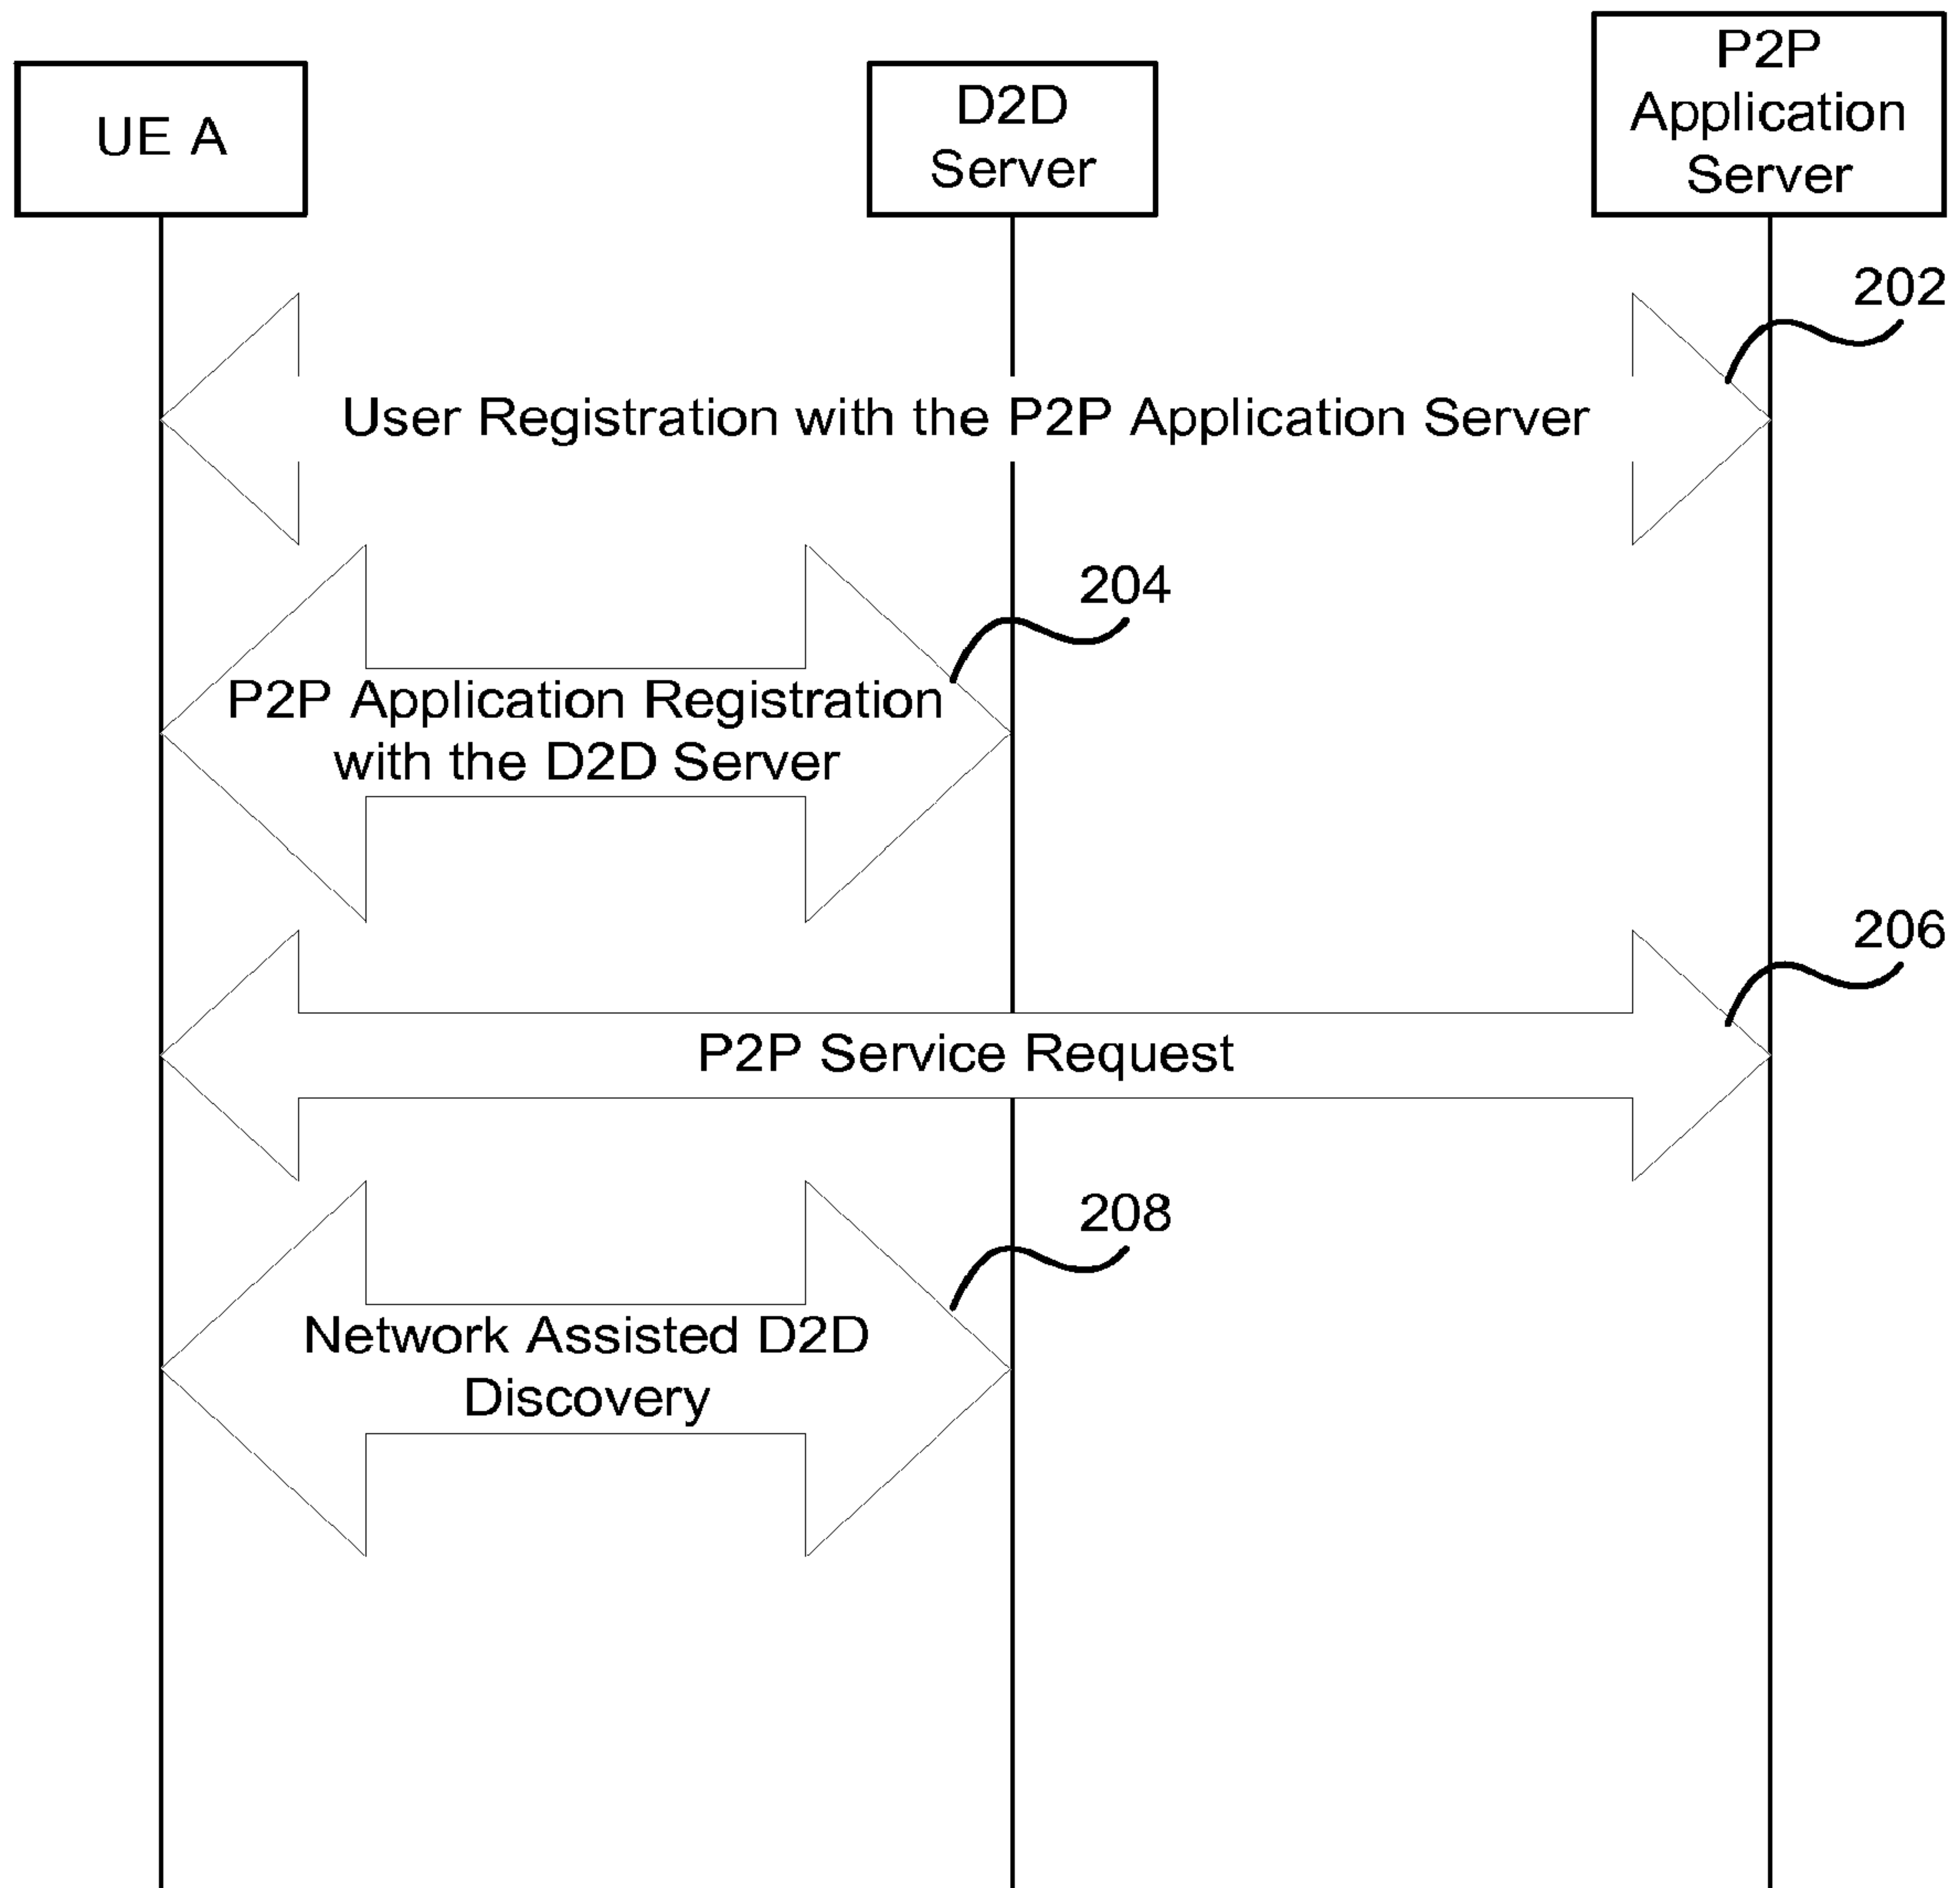 UE A
D2D
Server
P2P
Application
Server
202
User Registration with the P2P Application Server
204
P2P Application Registration
with the D2D Server
206
P2P Service Request
208
Network Assisted D2D
Discovery